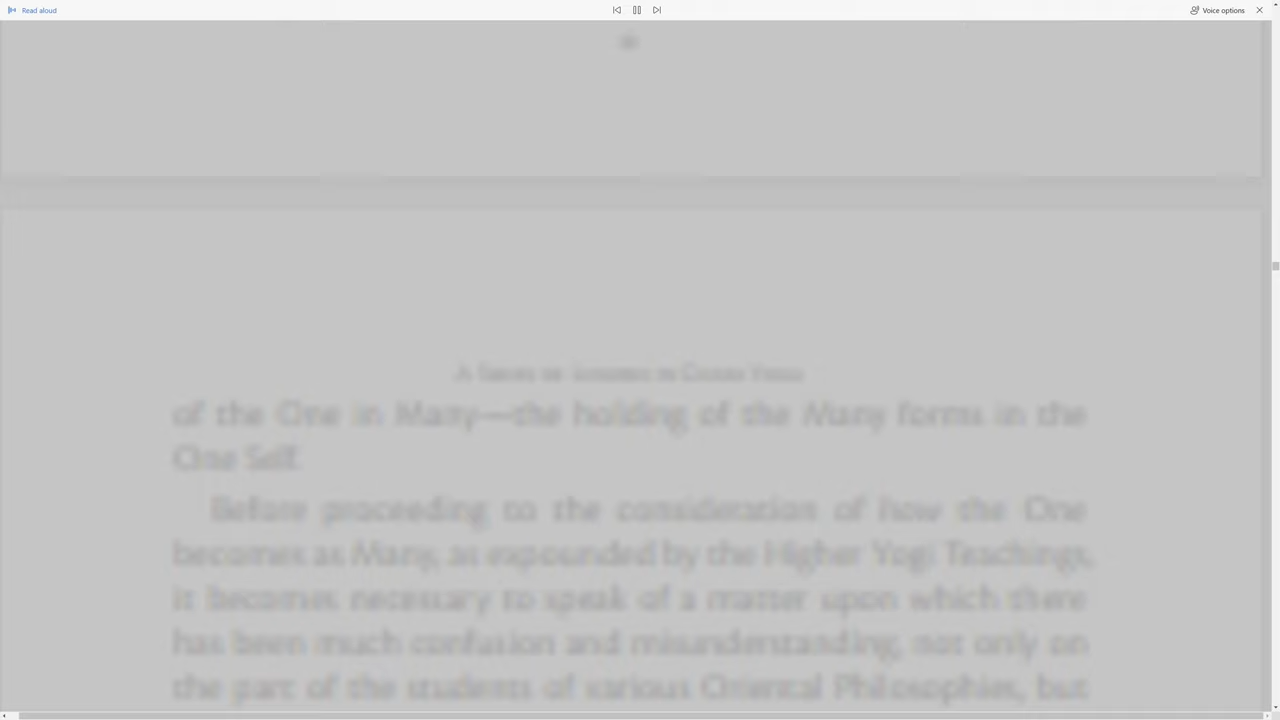 Read aloud
Voice options
A Series of Lessons in Gnani Yoga
of the One in Many—the holding of the Many forms in the
One Self.
Before proceeding to the consideration of how the One
becomes as Many, as expounded by the Higher Yogi Teachings,
it becomes necessary to speak of a matter upon which there
has been much confusion and misunderstanding, not only on
the part of the students of various Oriental Philosophies, but